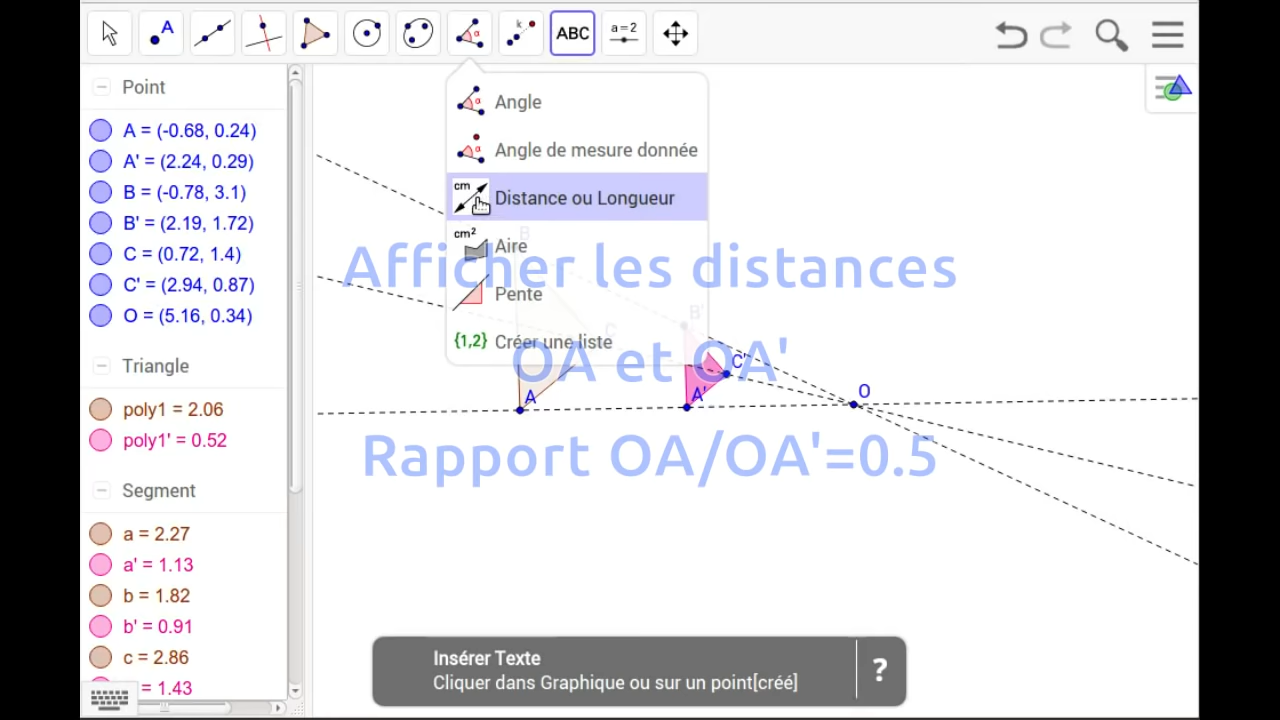 A
α
k
ABC
a=2
Point
A = (-0.68, 0.24)
A' = (2.24, 0.29)
B = (-0.78, 3.1)
B' = (2.19, 1.72)
C = (0.72, 1.4)
C' = (2.94, 0.87)
O = (5.16, 0.34)
Triangle
poly1 = 2.06
poly1' = 0.52
Segment
a = 2.27
a' = 1.13
b = 1.82
b' = 0.91
c = 2.86
= 1.43
α Angle
α Angle de mesure donnée
cm Distance ou Longueur
cm² Aire
Pente
{1,2} Créer une liste
Afficher les distances
OA et OA'
Rapport OA/OA'=0.5
B
C
B'
C'
A
A'
O
Insérer Texte
Cliquer dans Graphique ou sur un point[créé]
?